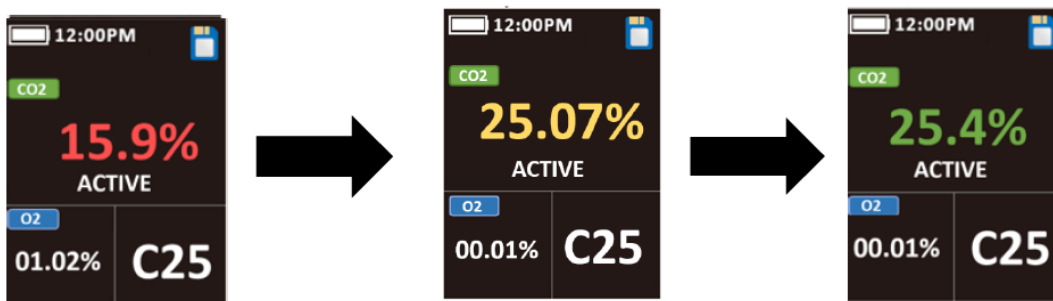 12:00PM
CO2
15.9%
ACTIVE
O2
01.02%
C25
12:00PM
CO2
25.07%
ACTIVE
O2
00.01%
C25
12:00PM
CO2
25.4%
ACTIVE
O2
00.01%
C25